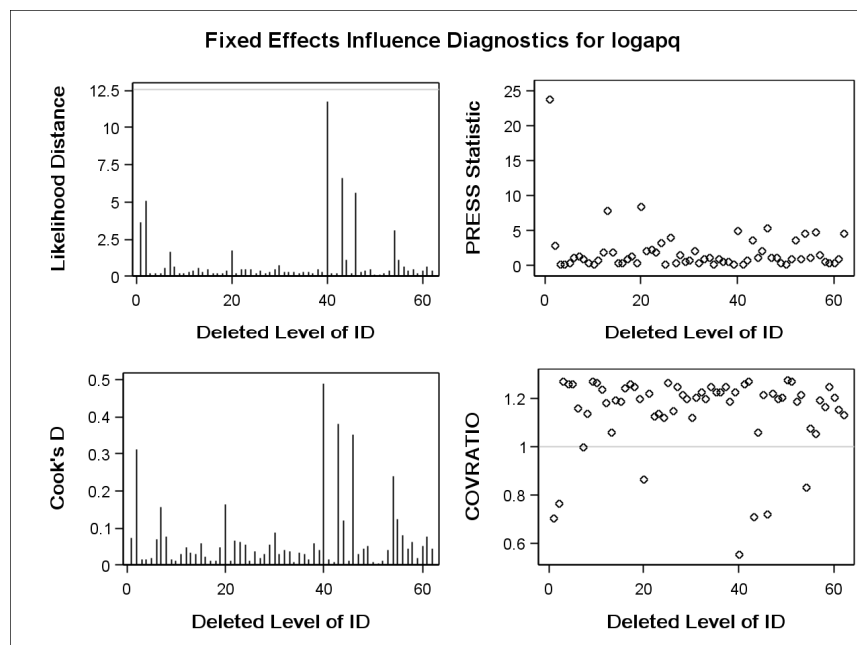 Fixed Effects Influence Diagnostics for logapq
Likelihood Distance
12.5
10
7.5
5
2.5
0
0 20 40 60
Deleted Level of ID
PRESS Statistic
25
20
15
10
5
0
0 20 40 60
Deleted Level of ID
Cook's D
0.5
0.4
0.3
0.2
0.1
0
0 10 20 30 40 50 60
Deleted Level of ID
COVRATIO
1.2
1
0.8
0.6
0 20 40 60
Deleted Level of ID